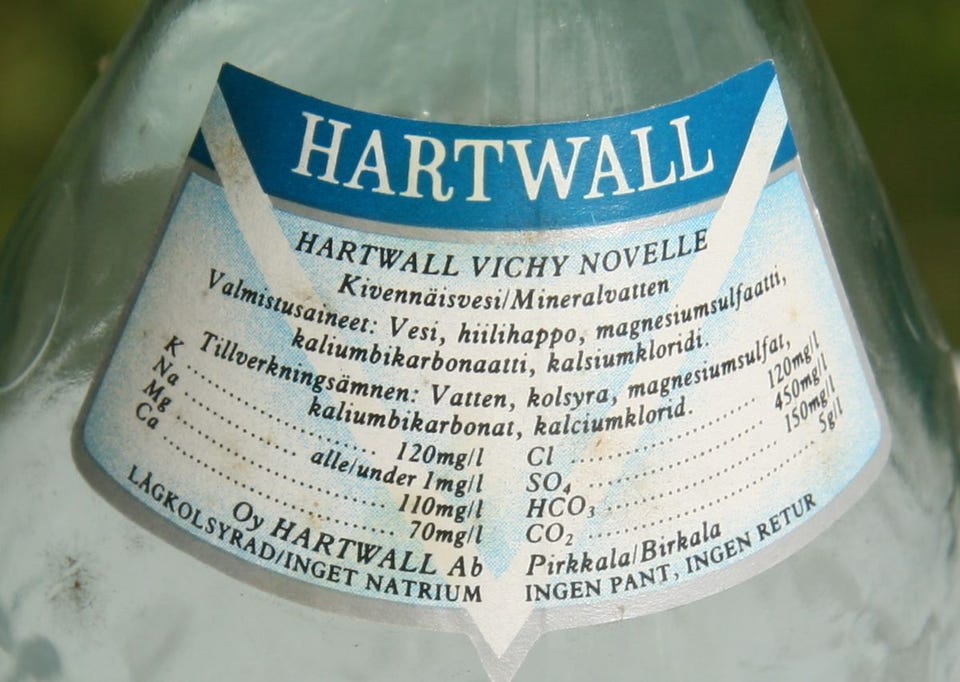 HARTWALL
HARTWALL VICHY NOVELLE
Kivennäisvesi/Mineralvatten
Valmistusaineet: Vesi, hiilihappo, magnesiumsulfaatti,
kaliumbikarbonaatti, kalsiumkloridi.
Tillverkningsämnen: Vatten, kolsyra, magnesiumsulfat,
kaliumbikarbonat, kalciumklorid.
K ........ 120mg/l
Na ........ alle/under 1mg/l
Mg ........ 110mg/l
Ca ........ 70mg/l
Cl ........ 120mg/l
SO₄ ........ 450mg/l
HCO₃ ........ 150mg/l
CO₂ ........ 5g/l
Oy HARTWALL Ab Pirkkala/Birkala
LÅGKOLSYRAD/INGET NATRIUM INGEN PANT, INGEN RETUR